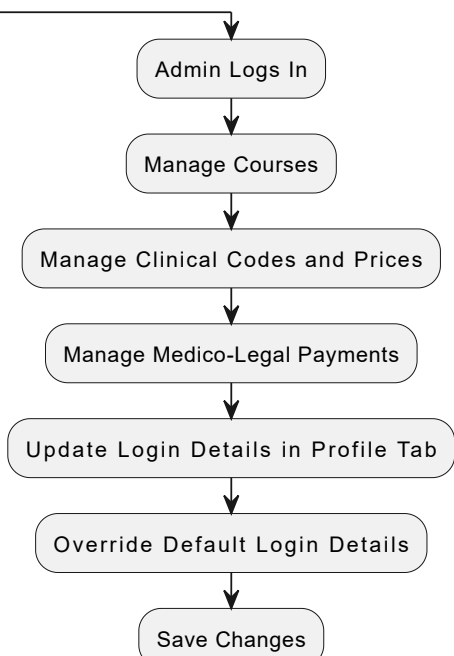 Admin Logs In
Manage Courses
Manage Clinical Codes and Prices
Manage Medico-Legal Payments
Update Login Details in Profile Tab
Override Default Login Details
Save Changes